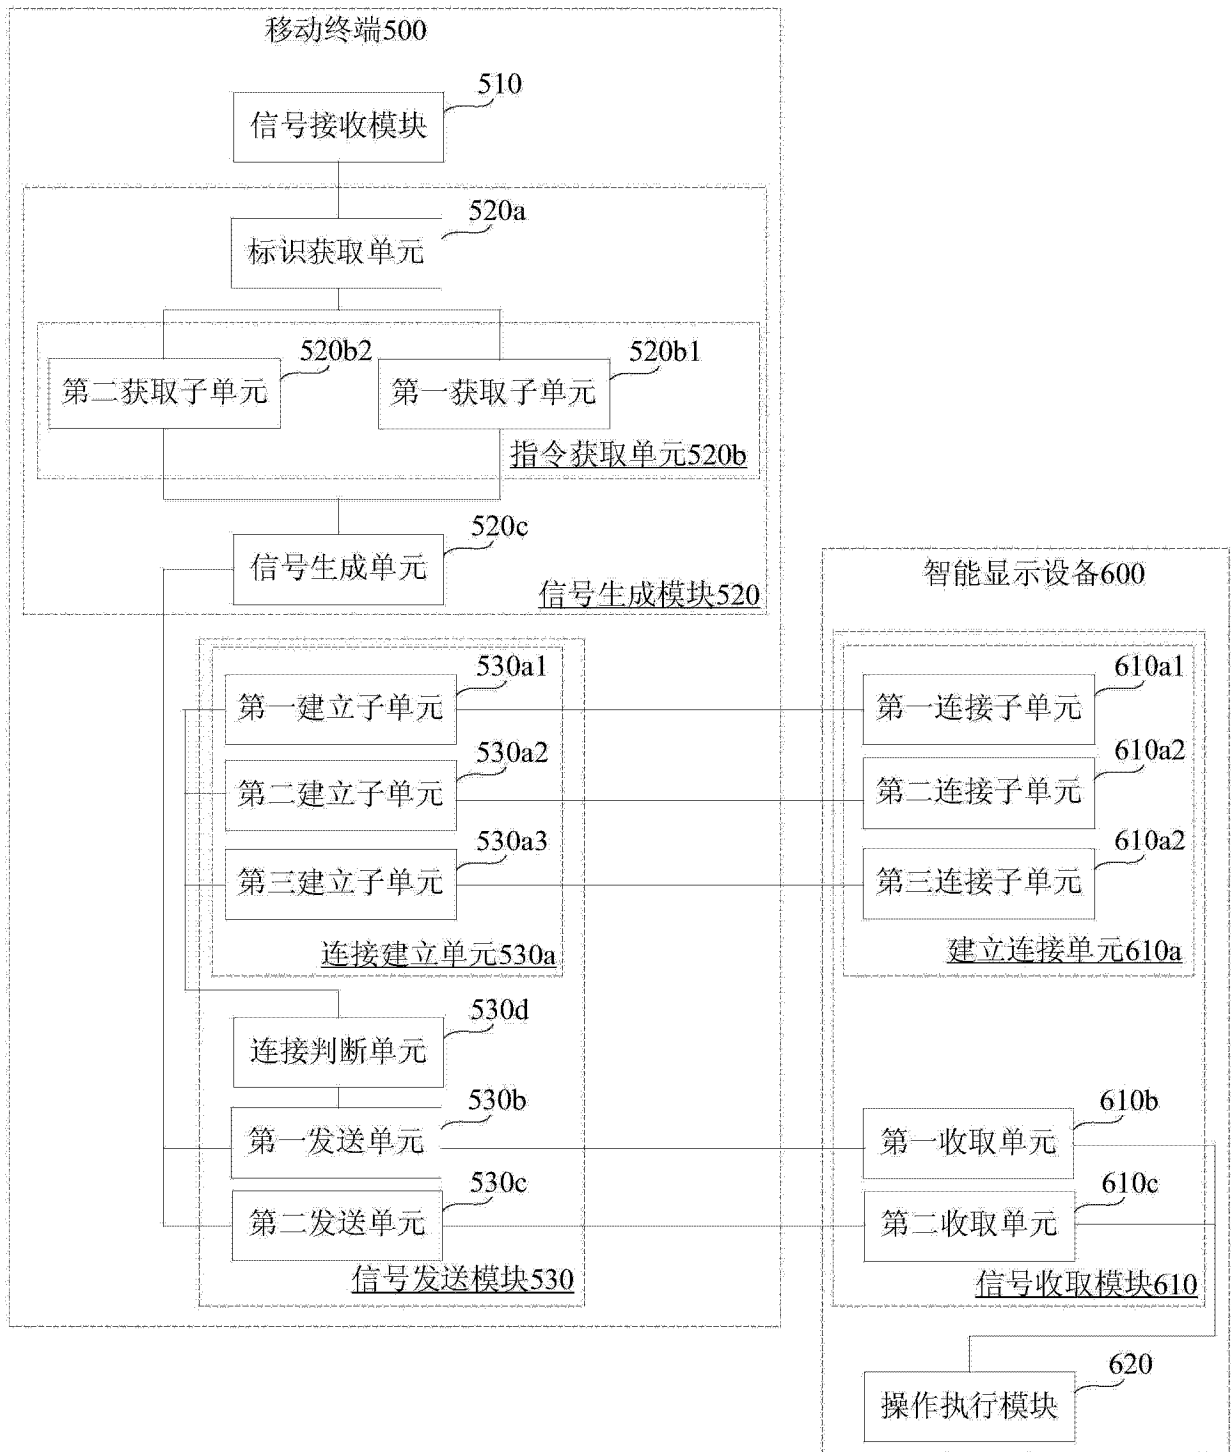 移动终端500
510
信号接收模块
520a
标识获取单元
520b2
第二获取子单元
520b1
第一获取子单元
指令获取单元520b
520c
信号生成单元
信号生成模块520
530a1
第一建立子单元
530a2
第二建立子单元
530a3
第三建立子单元
连接建立单元530a
530d
连接判断单元
530b
第一发送单元
530c
第二发送单元
信号发送模块530
智能显示设备600
610a1
第一连接子单元
610a2
第二连接子单元
610a2
第三连接子单元
建立连接单元610a
610b
第一收取单元
610c
第二收取单元
信号收取模块610
620
操作执行模块